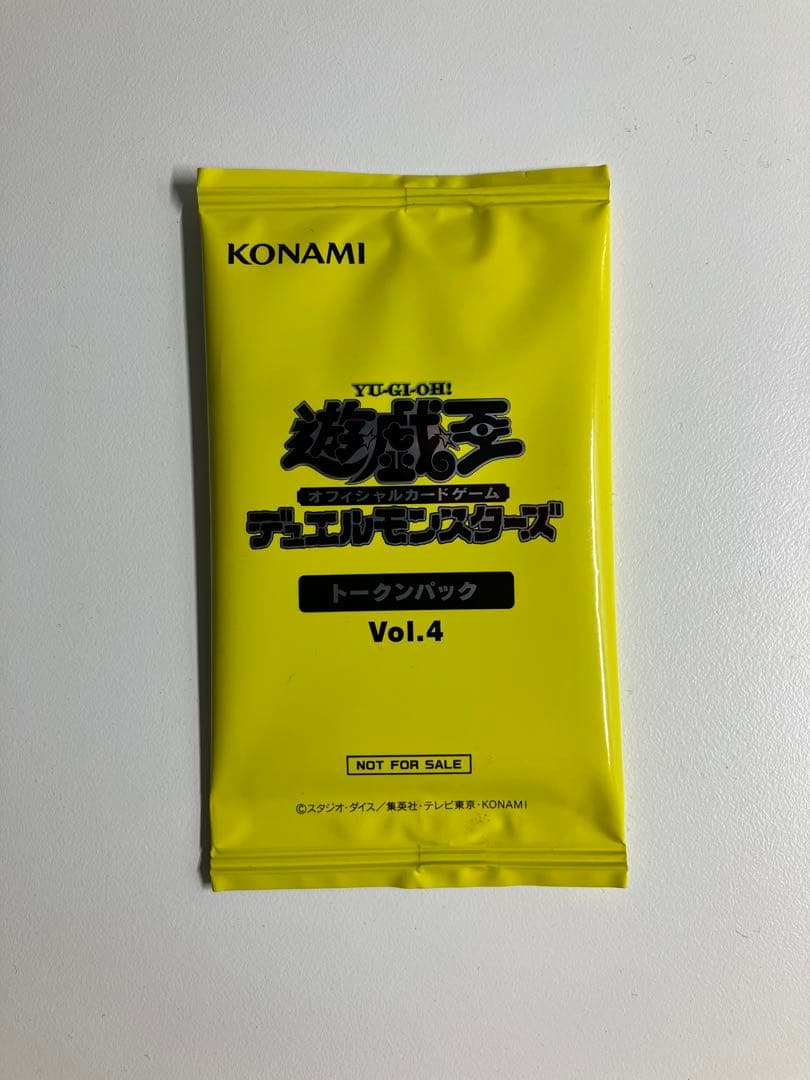 KONAMI
YU-GI-OH!
遊☆戯☆王
オフィシャルカードゲーム
デュエルモンスターズ
トークンパック
Vol.4
NOT FOR SALE
©スタジオ・ダイス／集英社・テレビ東京・KONAMI